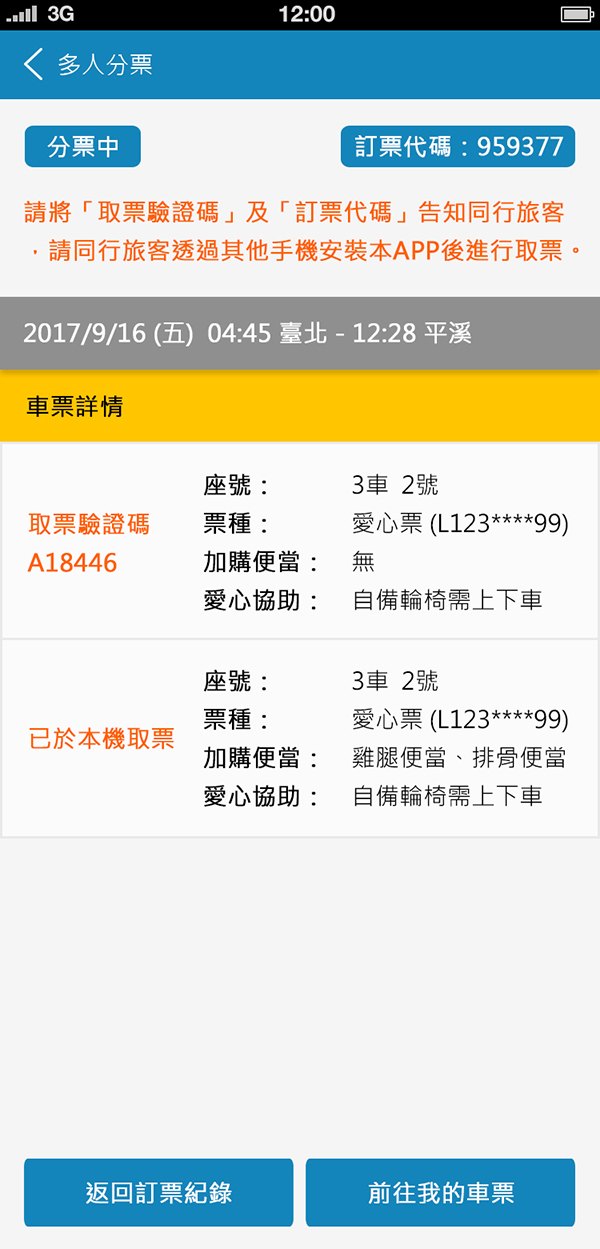 3G 12:00
多人分票
分票中 訂票代碼：959377
請將「取票驗證碼」及「訂票代碼」告知同行旅客
，請同行旅客透過其他手機安裝本APP後進行取票。
2017/9/16 (五) 04:45 臺北 - 12:28 平溪
車票詳情
取票驗證碼
A18446
座號： 3車 2號
票種： 愛心票 (L123****99)
加購便當： 無
愛心協助： 自備輪椅需上下車
已於本機取票
座號： 3車 2號
票種： 愛心票 (L123****99)
加購便當： 雞腿便當、排骨便當
愛心協助： 自備輪椅需上下車
返回訂票紀錄 前往我的車票